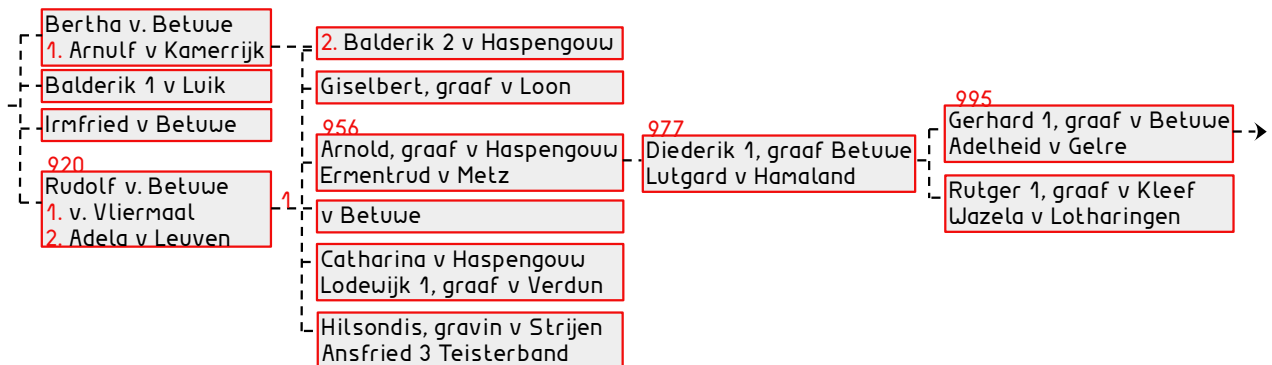 Bertha v. Betuwe
1. Arnulf v Kamerrijk
Balderik 1 v Luik
Irmfried v Betuwe
920
Rudolf v. Betuwe
1. v. Vliermaal
2. Adela v Leuven
1
2. Balderik 2 v Haspengouw
Giselbert, graaf v Loon
956
Arnold, graaf v Haspengouw
Ermentrud v Metz
v Betuwe
Catharina v Haspengouw
Lodewijk 1, graaf v Verdun
Hilsondis, gravin v Strijen
Ansfried 3 Teisterband
977
Diederik 1, graaf Betuwe
Lutgard v Hamaland
995
Gerhard 1, graaf v Betuwe
Adelheid v Gelre
Rutger 1, graaf v Kleef
Wazela v Lotharingen